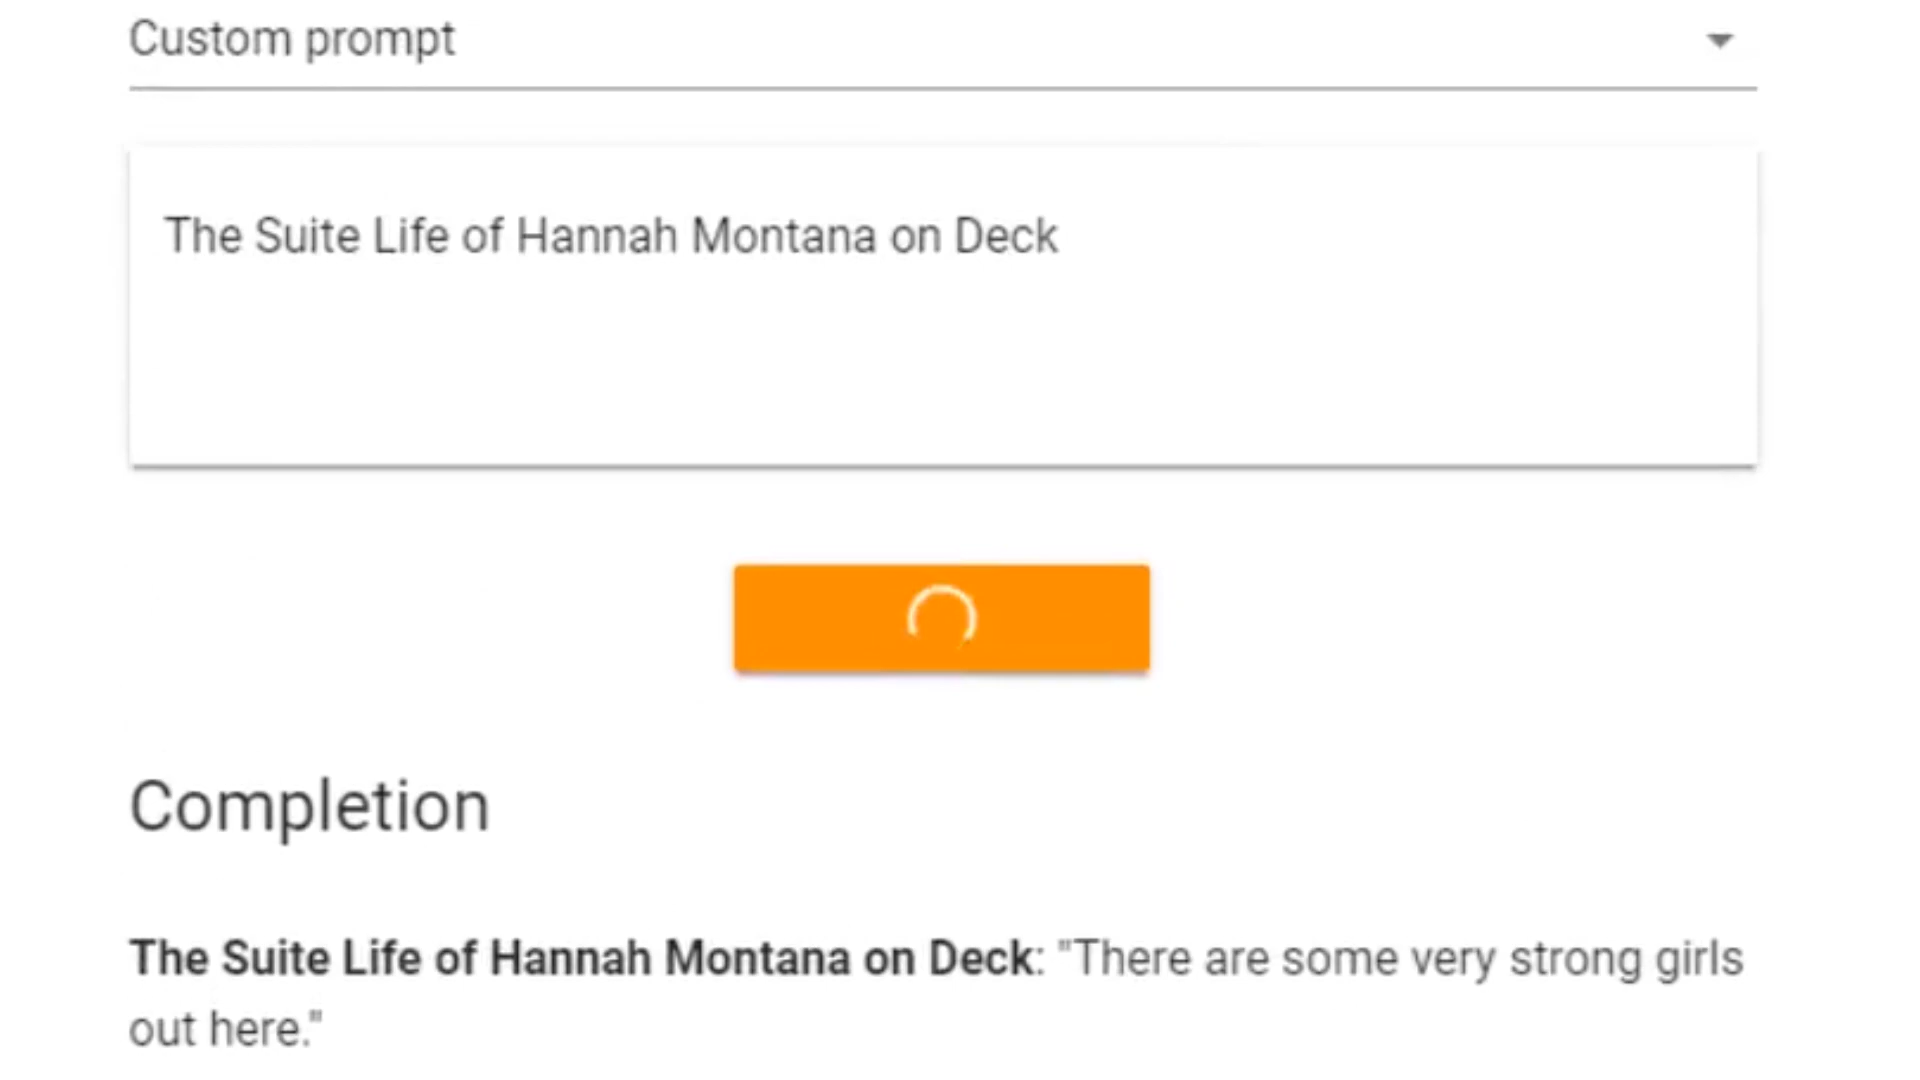 Custom prompt
The Suite Life of Hannah Montana on Deck
Completion
The Suite Life of Hannah Montana on Deck: "There are some very strong girls
out here."